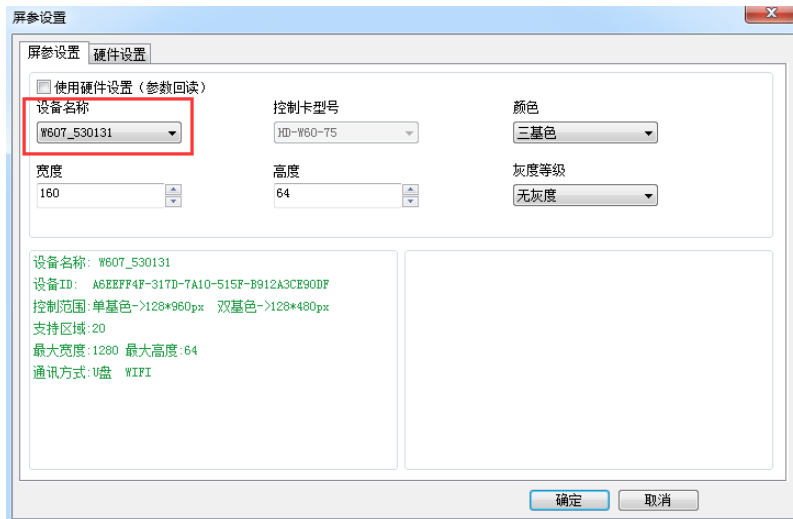 屏参设置
屏参设置 硬件设置
使用硬件设置（参数回读）
设备名称 控制卡型号 颜色
W607_530131 HD-W60-75 三基色
宽度 高度 灰度等级
160 64 无灰度
设备名称: W607_530131
设备ID: A6EEFF4F-317D-7A10-515F-B912A3CE90DF
控制范围:单基色->128*960px 双基色->128*480px
支持区域:20
最大宽度:1280 最大高度:64
通讯方式:U盘 WIFI
确定 取消